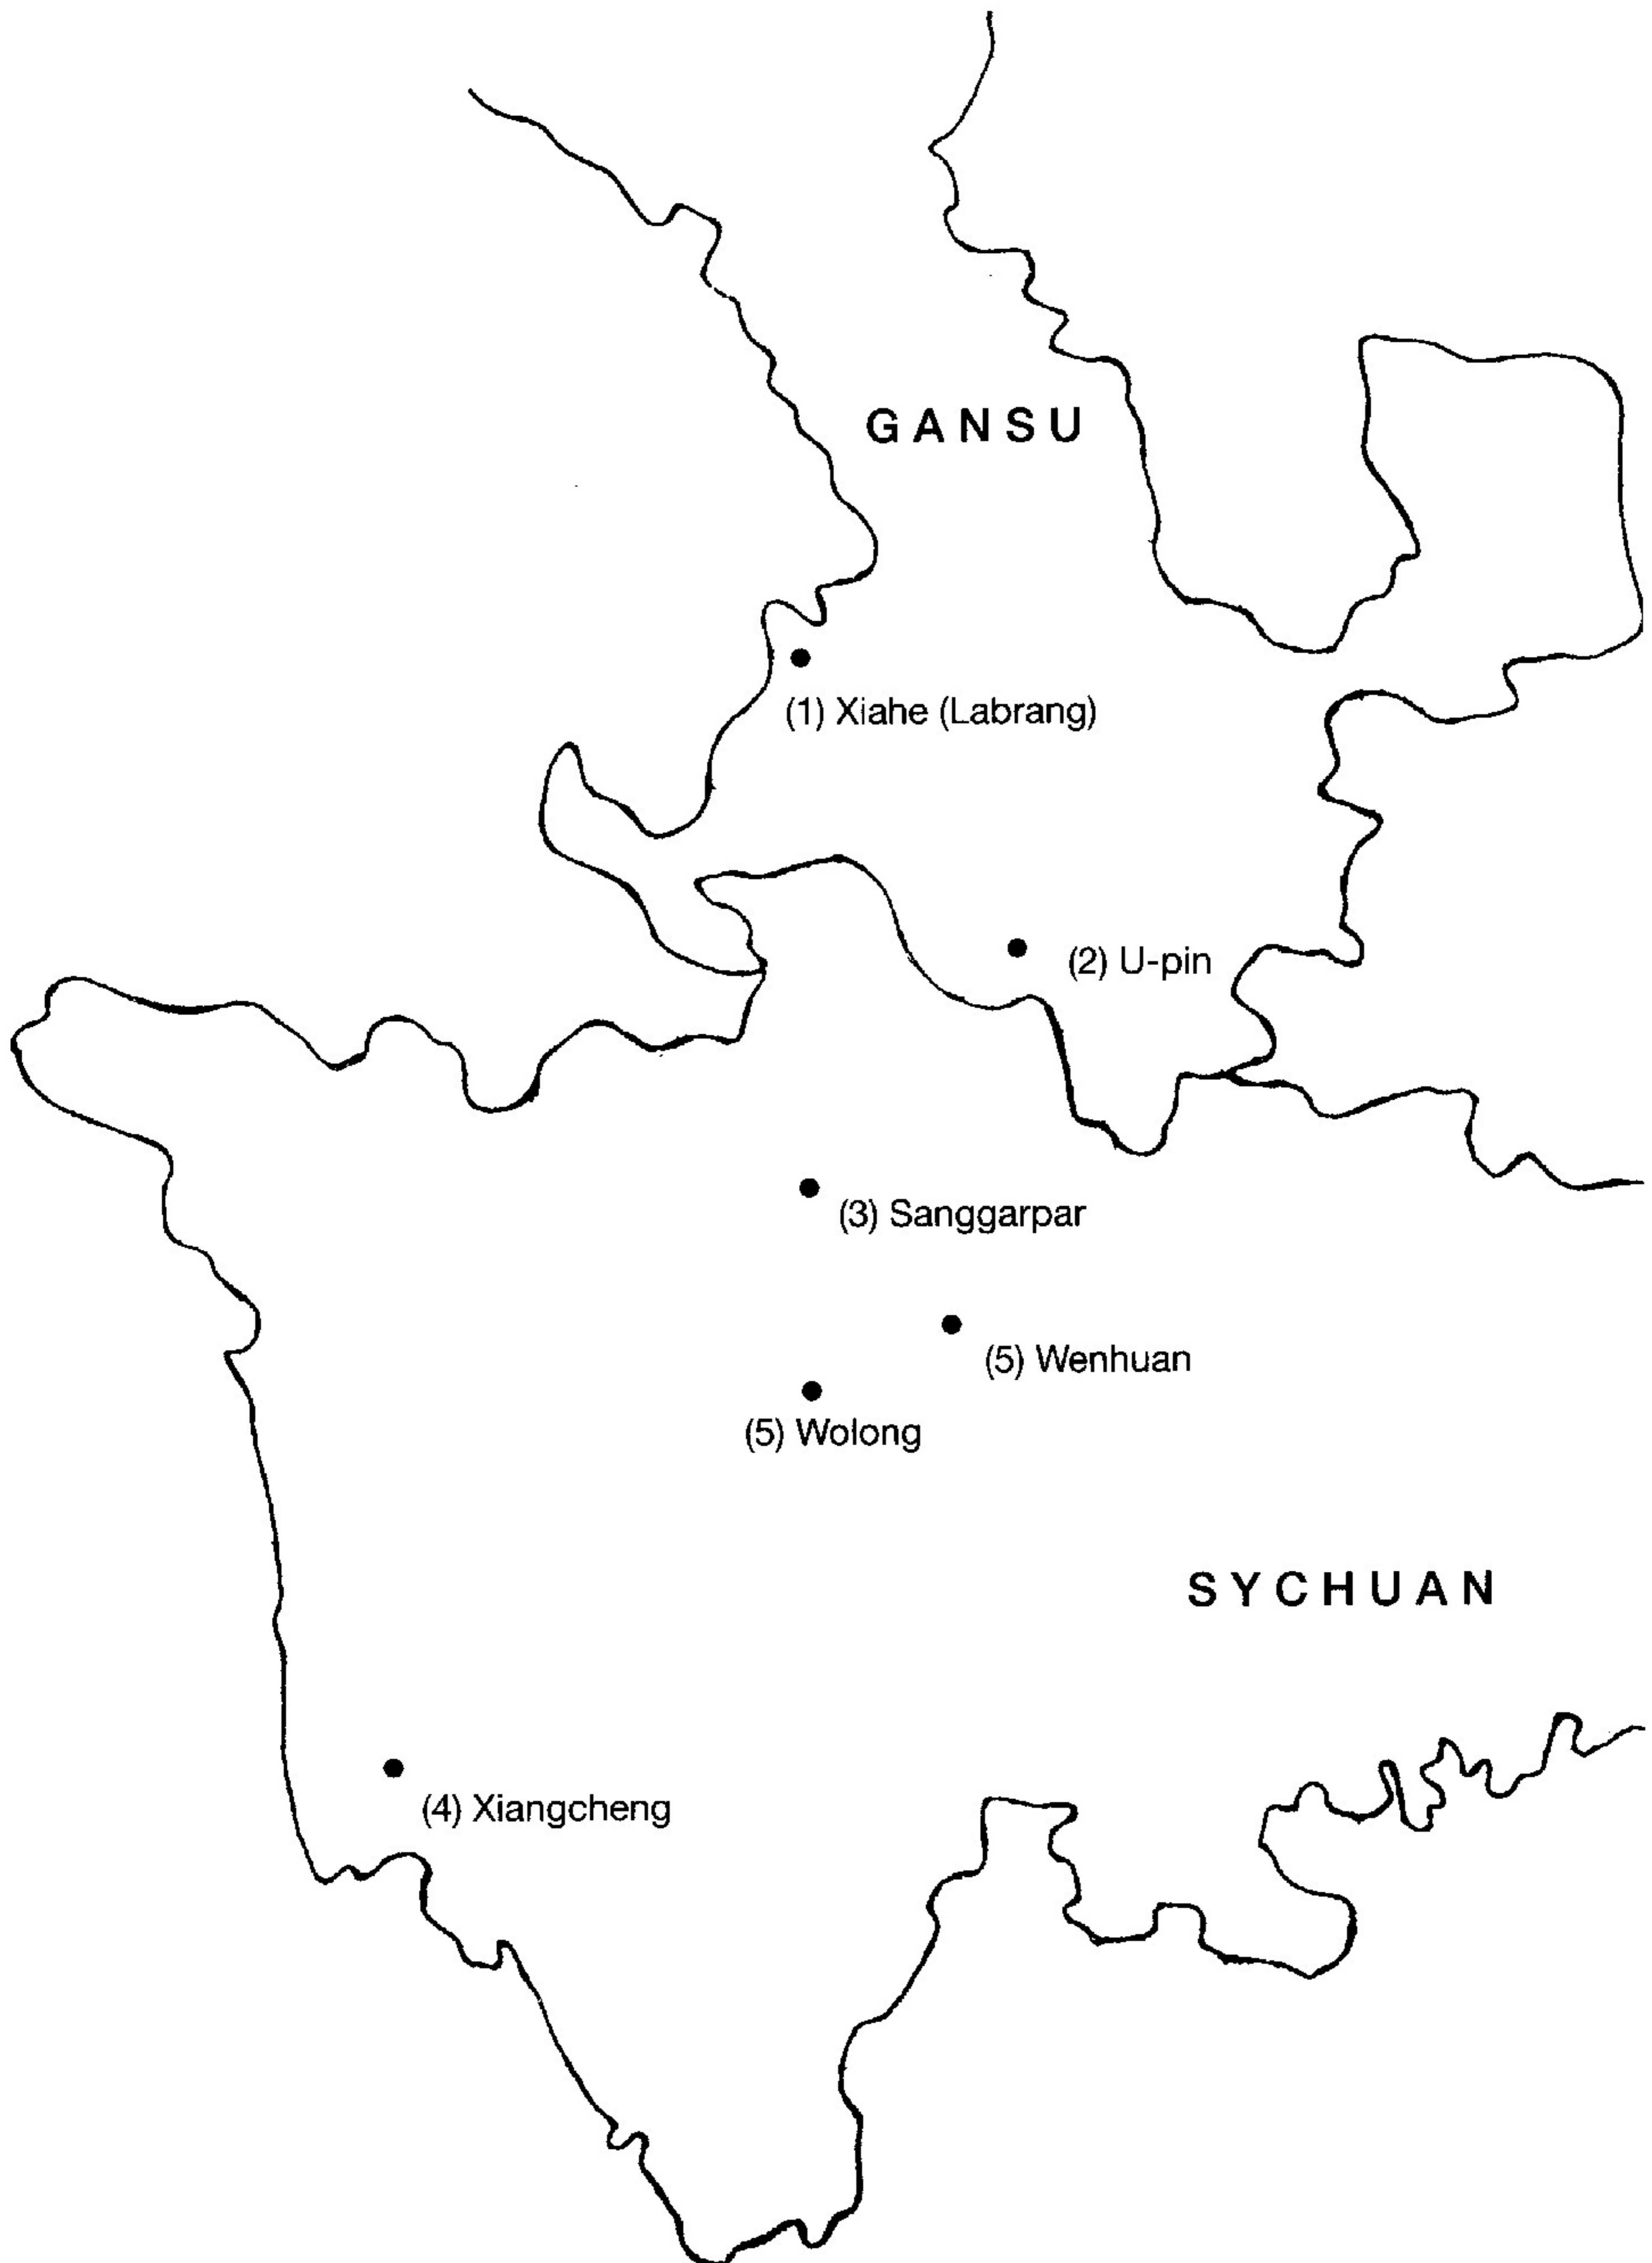 GANSU
(1) Xiahe (Labrang)
(2) U-pin
(3) Sanggarpar
(5) Wenhuan
(5) Wolong
SYCHUAN
(4) Xiangcheng